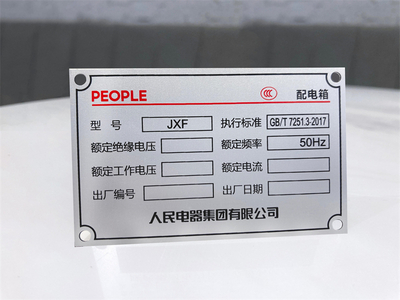 PEOPLE CCC 配电箱
型 号 JXF 执行标准 GB/T 7251.3-2017
额定绝缘电压 额定频率 50Hz
额定工作电压 额定电流
出厂编号 出厂日期
人民电器集团有限公司